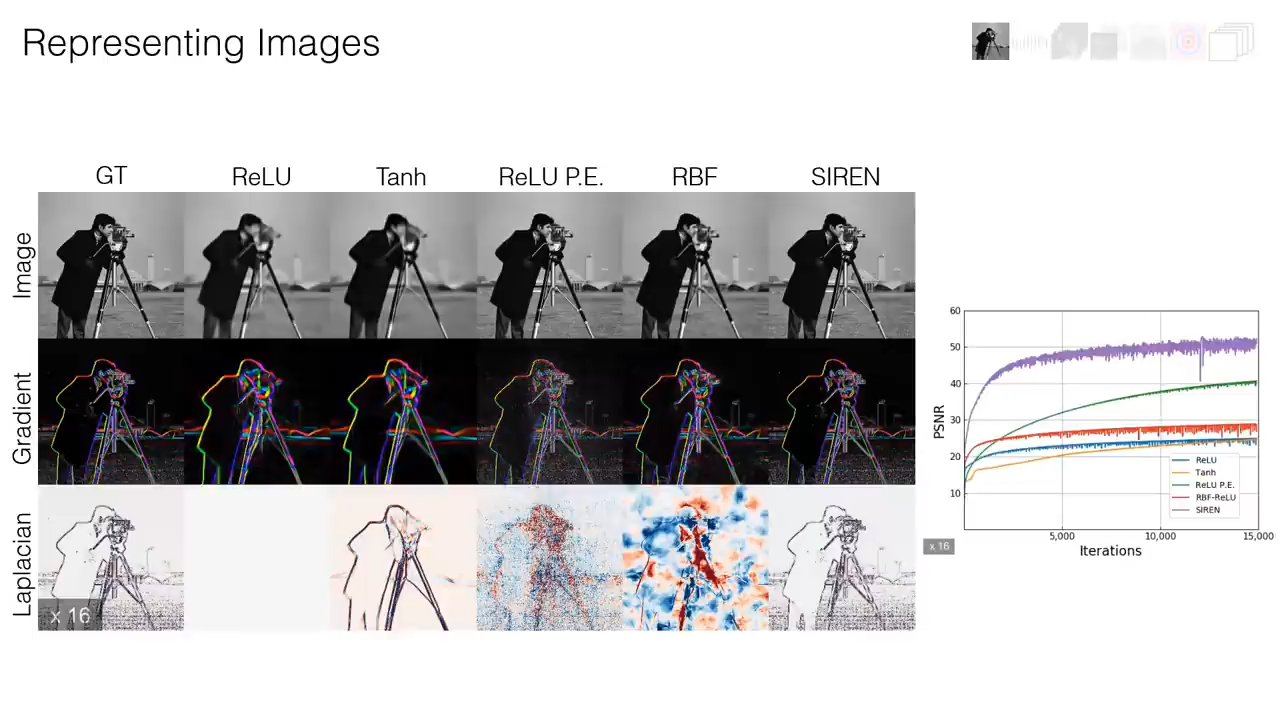 Representing Images
GT ReLU Tanh ReLU P.E. RBF SIREN
Image
Gradient
Laplacian
x 16
60
50
40
30
20
10
PSNR
ReLU
Tanh
ReLU P.E.
RBF-ReLU
SIREN
5,000 10,000 15,000
Iterations
x 16